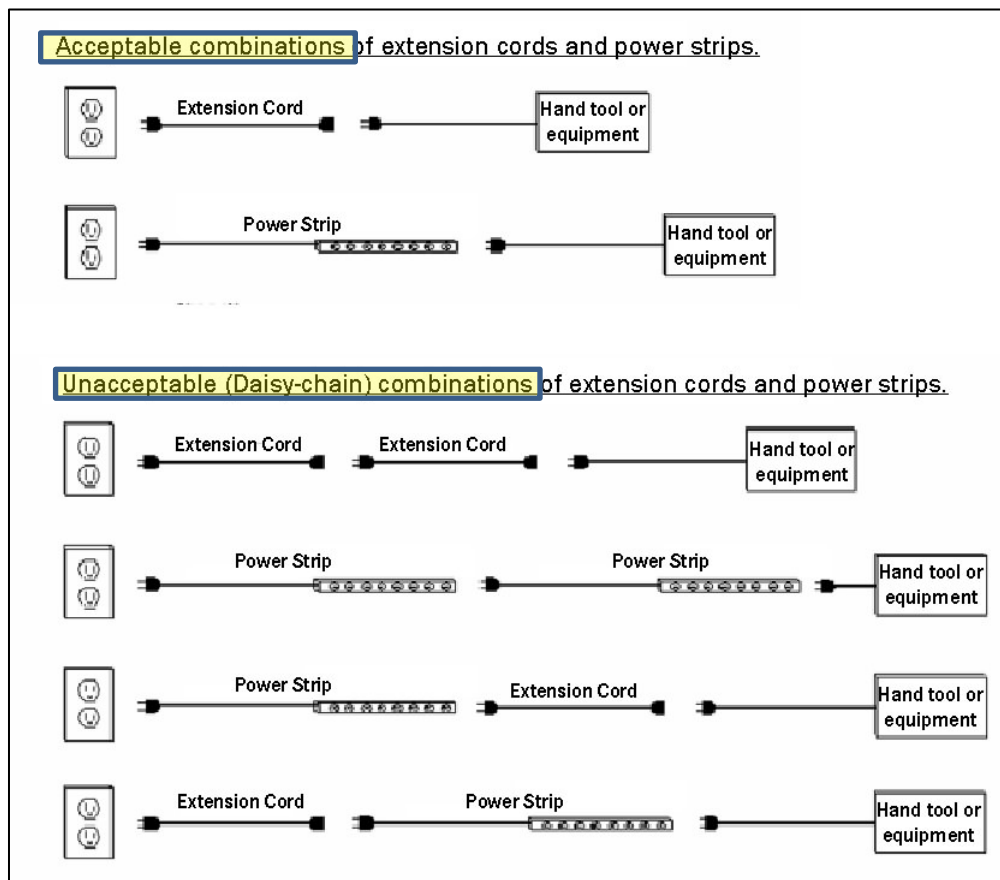 Acceptable combinations of extension cords and power strips.
Extension Cord
Hand tool or
equipment
Power Strip
Hand tool or
equipment
Unacceptable (Daisy-chain) combinations of extension cords and power strips.
Extension Cord Extension Cord
Hand tool or
equipment
Power Strip Power Strip
Hand tool or
equipment
Power Strip Extension Cord
Hand tool or
equipment
Extension Cord Power Strip
Hand tool or
equipment